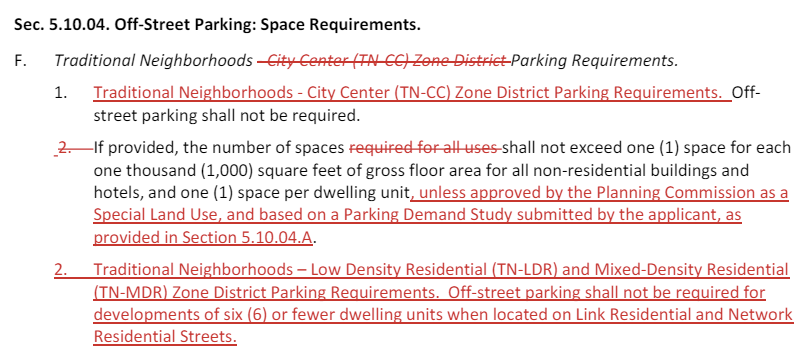 Sec. 5.10.04. Off-Street Parking: Space Requirements.
F. Traditional Neighborhoods – City Center (TN-CC) Zone District Parking Requirements.
1. Traditional Neighborhoods - City Center (TN-CC) Zone District Parking Requirements. Off-
street parking shall not be required.
2. If provided, the number of spaces required for all uses shall not exceed one (1) space for each
one thousand (1,000) square feet of gross floor area for all non-residential buildings and
hotels, and one (1) space per dwelling unit, unless approved by the Planning Commission as a
Special Land Use, and based on a Parking Demand Study submitted by the applicant, as
provided in Section 5.10.04.A.
2. Traditional Neighborhoods – Low Density Residential (TN-LDR) and Mixed-Density Residential
(TN-MDR) Zone District Parking Requirements. Off-street parking shall not be required for
developments of six (6) or fewer dwelling units when located on Link Residential and Network
Residential Streets.